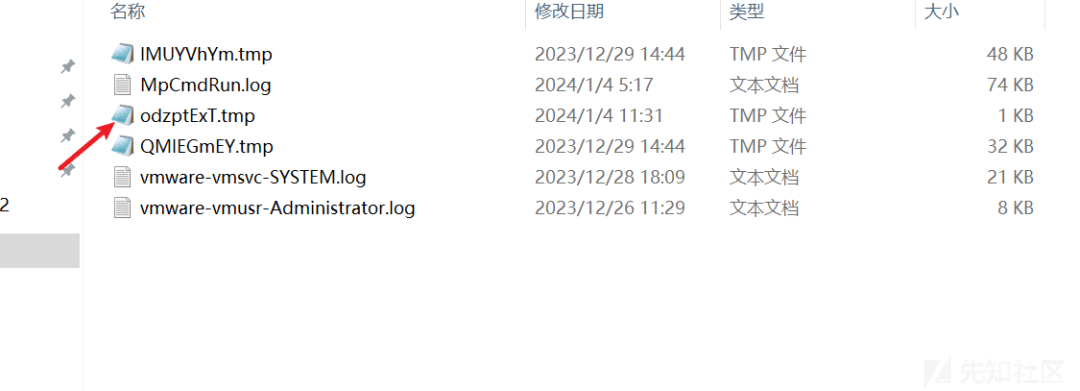 名称 修改日期 类型 大小
IMUYVhYm.tmp 2023/12/29 14:44 TMP 文件 48 KB
MpCmdRun.log 2024/1/4 5:17 文本文档 74 KB
odzptExT.tmp 2024/1/4 11:31 TMP 文件 1 KB
QMIEGmEY.tmp 2023/12/29 14:44 TMP 文件 32 KB
vmware-vmsvc-SYSTEM.log 2023/12/28 18:09 文本文档 21 KB
2
vmware-vmusr-Administrator.log 2023/12/26 11:29 文本文档 8 KB
先知社区